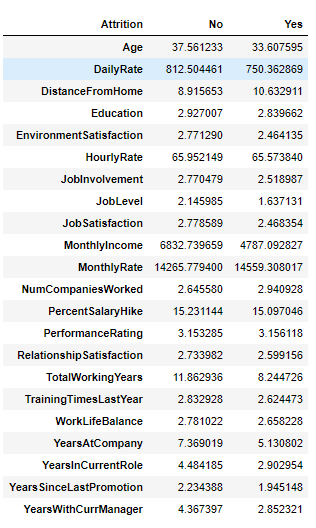 Attrition No Yes
Age 37.561233 33.607595
DailyRate 812.504461 750.362869
DistanceFromHome 8.915653 10.632911
Education 2.927007 2.839662
EnvironmentSatisfaction 2.771290 2.464135
HourlyRate 65.952149 65.573840
JobInvolvement 2.770479 2.518987
JobLevel 2.145985 1.637131
JobSatisfaction 2.778589 2.468354
MonthlyIncome 6832.739659 4787.092827
MonthlyRate 14265.779400 14559.308017
NumCompaniesWorked 2.645580 2.940928
PercentSalaryHike 15.231144 15.097046
PerformanceRating 3.153285 3.156118
RelationshipSatisfaction 2.733982 2.599156
TotalWorkingYears 11.862936 8.244726
TrainingTimesLastYear 2.832928 2.624473
WorkLifeBalance 2.781022 2.658228
YearsAtCompany 7.369019 5.130802
YearsInCurrentRole 4.484185 2.902954
YearsSinceLastPromotion 2.234388 1.945148
YearsWithCurrManager 4.367397 2.852321